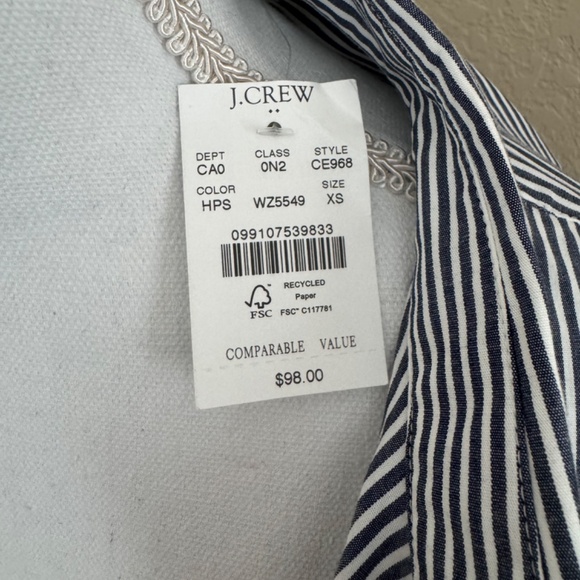 J.CREW
DEPT CLASS STYLE
CA0 0N2 CE968
COLOR SIZE
HPS WZ5549 XS
099107539833
RECYCLED
Paper
FSC FSC™ C117781
COMPARABLE VALUE
$98.00